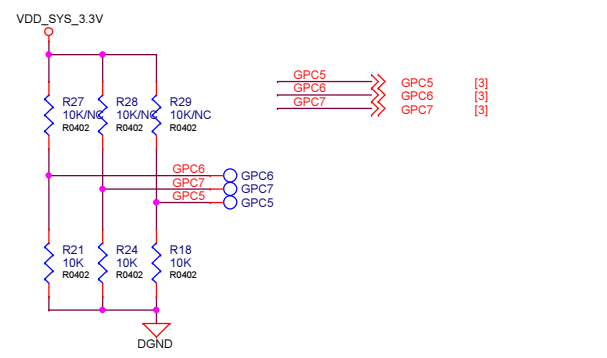 VDD_SYS_3.3V
R27
10K/NC
R0402
R28
10K/NC
R0402
R29
10K/NC
R0402
GPC5
GPC5 [3]
GPC6
GPC6 [3]
GPC7
GPC7 [3]
GPC6
GPC6
GPC7
GPC7
GPC5
GPC5
R21
10K
R0402
R24
10K
R0402
R18
10K
R0402
DGND